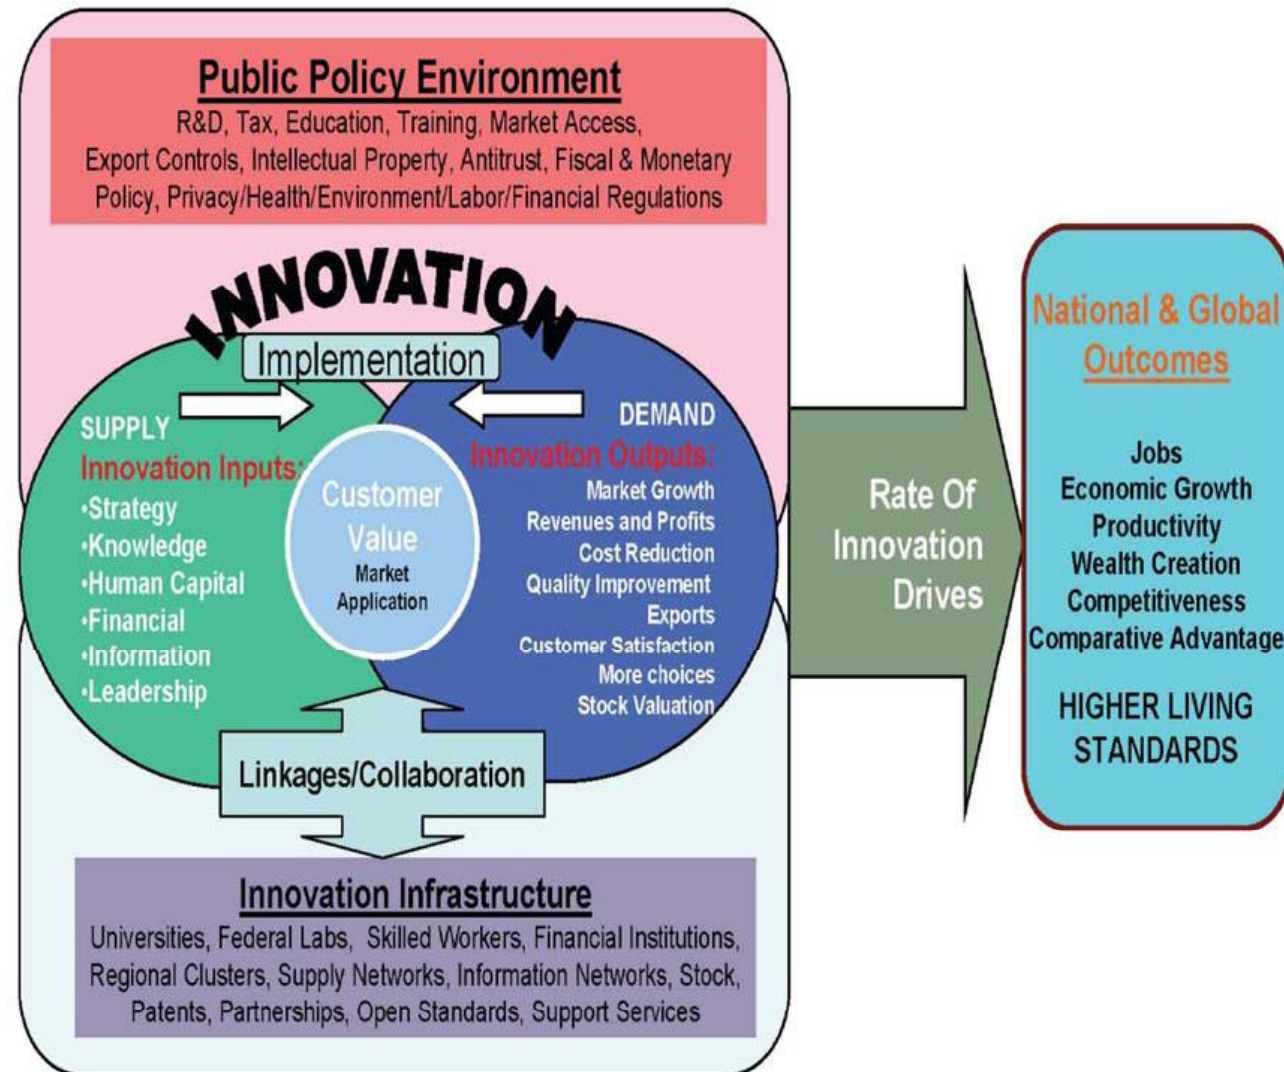 Public Policy Environment
R&D, Tax, Education, Training, Market Access,
Export Controls, Intellectual Property, Antitrust, Fiscal & Monetary
Policy, Privacy/Health/Environment/Labor/Financial Regulations
INNOVATION
Implementation
SUPPLY
Innovation Inputs:
•Strategy
•Knowledge
•Human Capital
•Financial
•Information
•Leadership
Customer
Value
Market
Application
DEMAND
Innovation Outputs:
Market Growth
Revenues and Profits
Cost Reduction
Quality Improvement
Exports
Customer Satisfaction
More choices
Stock Valuation
Linkages/Collaboration
Innovation Infrastructure
Universities, Federal Labs, Skilled Workers, Financial Institutions,
Regional Clusters, Supply Networks, Information Networks, Stock,
Patents, Partnerships, Open Standards, Support Services
Rate Of
Innovation
Drives
National & Global
Outcomes
Jobs
Economic Growth
Productivity
Wealth Creation
Competitiveness
Comparative Advantage
HIGHER LIVING
STANDARDS